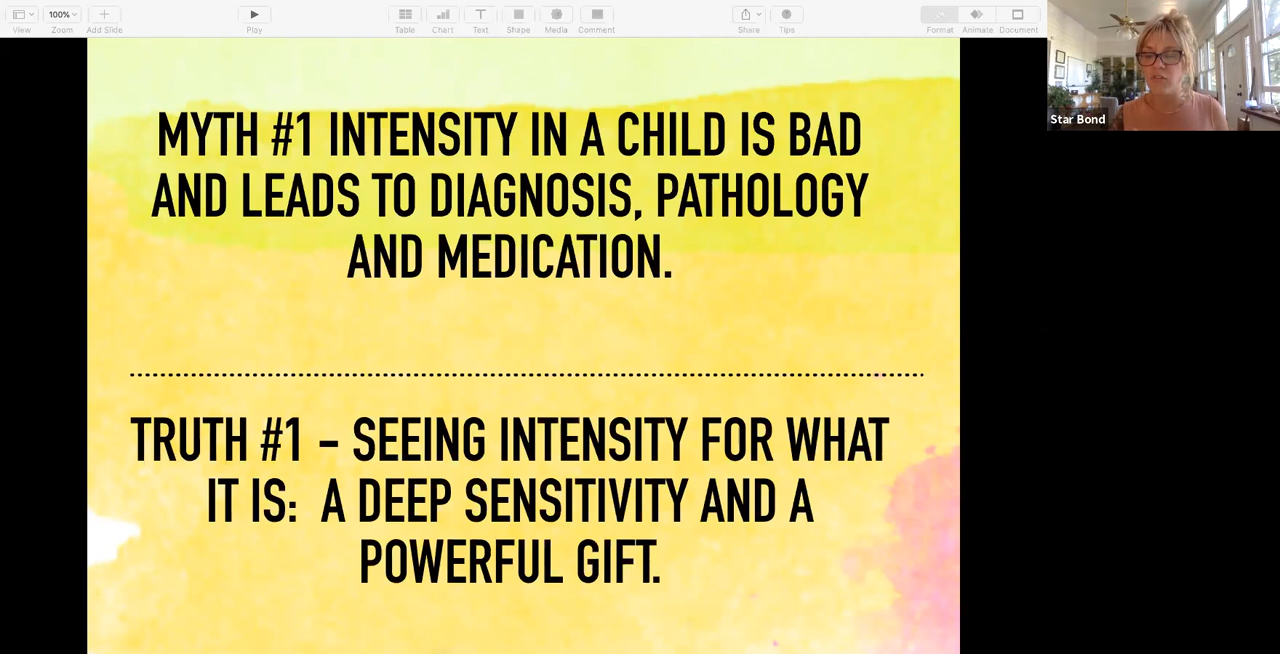 View
100%
Zoom
Add Slide
Play
Table
Chart
Text
Shape
Media
Comment
Share
Tips
Format
Animate
Document
Star Bond
MYTH #1 INTENSITY IN A CHILD IS BAD
AND LEADS TO DIAGNOSIS, PATHOLOGY
AND MEDICATION.
TRUTH #1 – SEEING INTENSITY FOR WHAT
IT IS:  A DEEP SENSITIVITY AND A
POWERFUL GIFT.